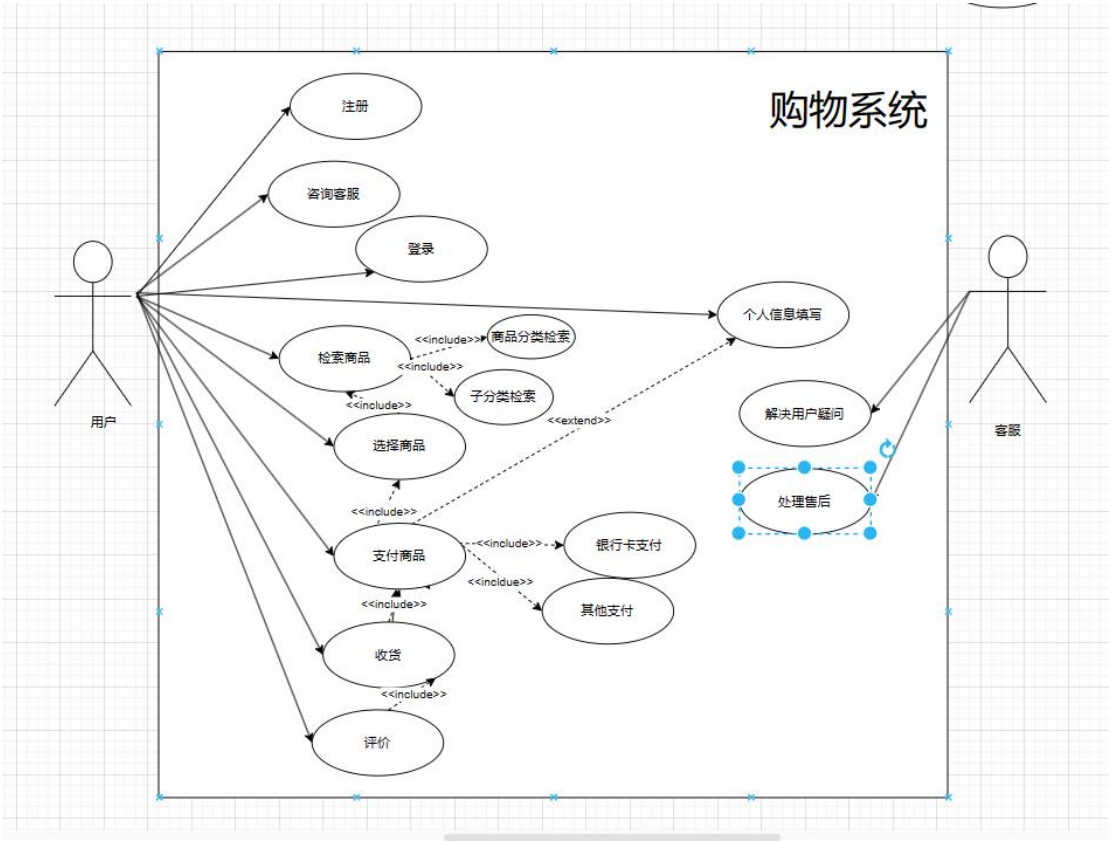 购物系统
注册
咨询客服
登录
个人信息填写
<<include>>
商品分类检索
检索商品
<<include>>
子分类检索
<<include>>
解决用户疑问
<<extend>>
用户
客服
选择商品
处理售后
<<include>>
<<include>>
银行卡支付
支付商品
<<incldue>>
<<include>>
其他支付
收货
<<include>>
评价